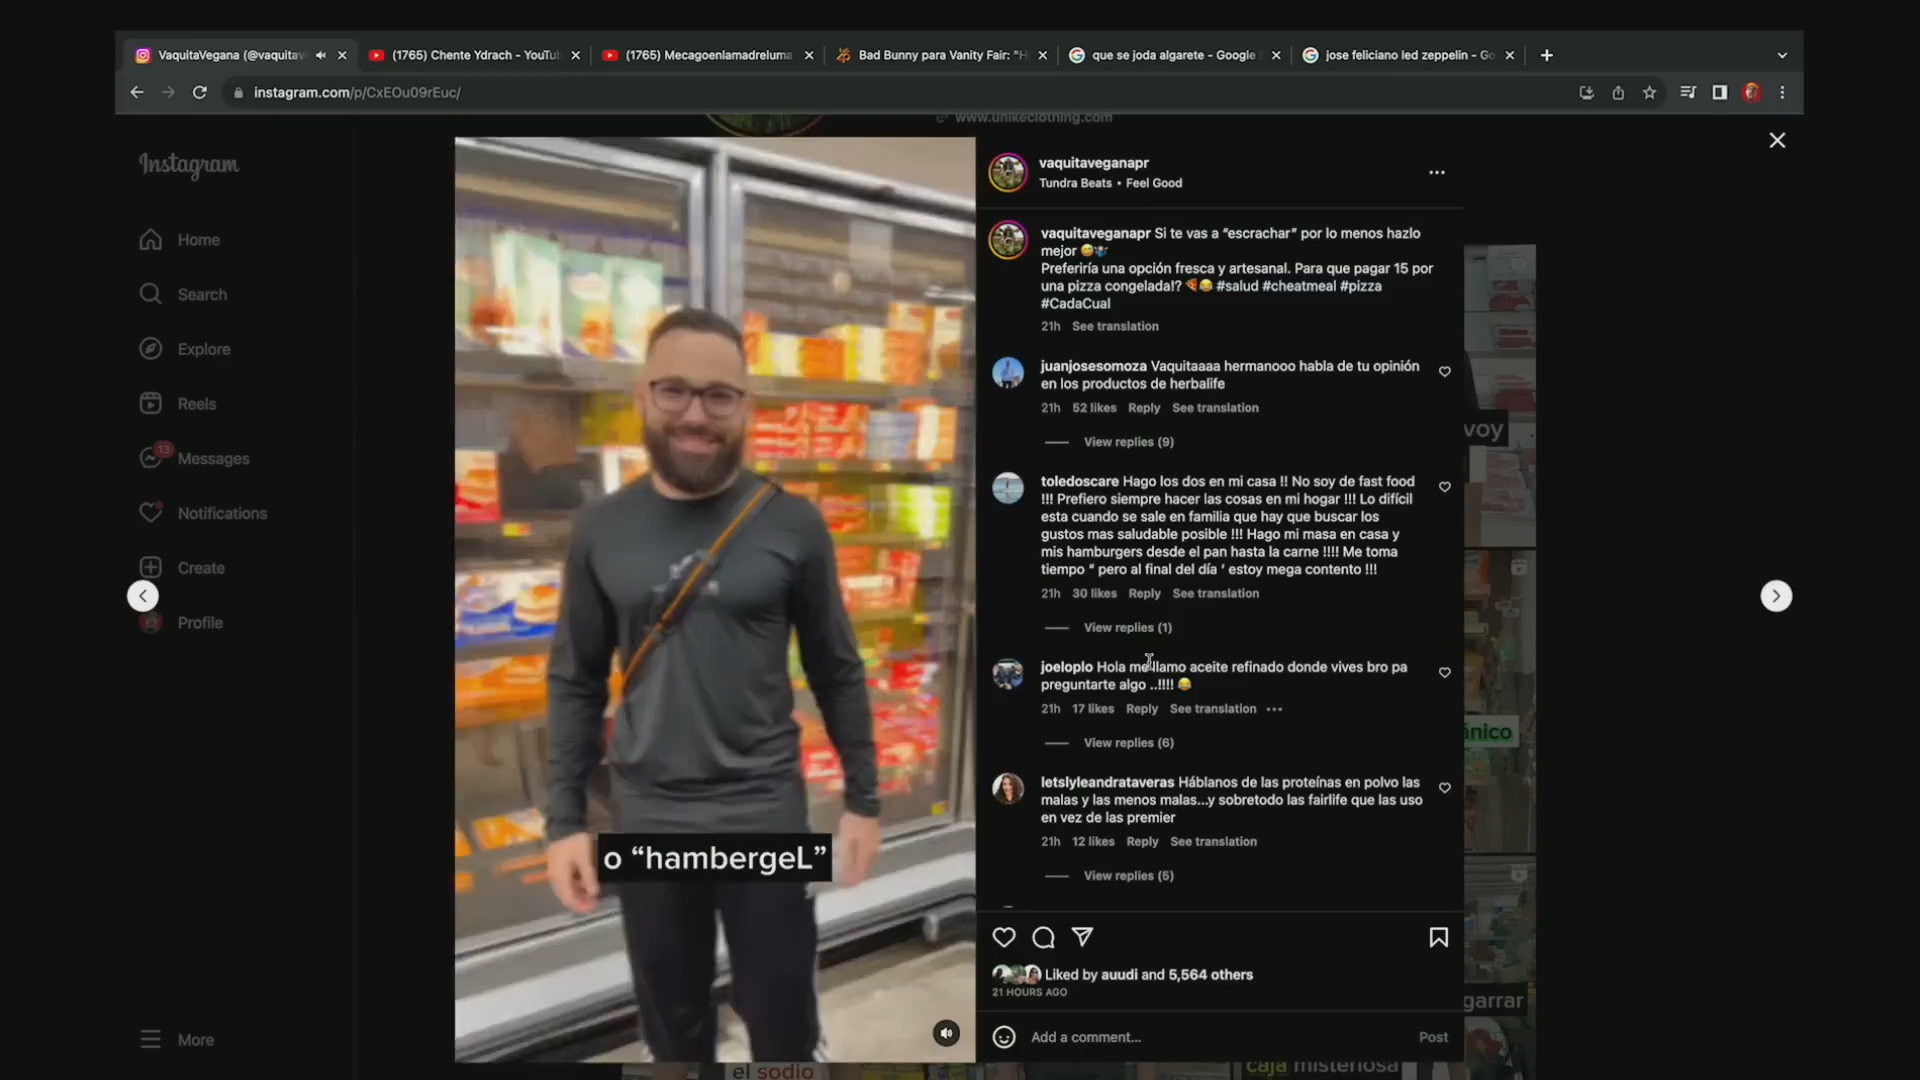 VaquitaVegana (@vaquitav
(1765) Chente Ydrach - YouTub
(1765) Mecagoenlamadreluma
Bad Bunny para Vanity Fair: "H
que se joda algarete - Google
jose feliciano led zeppelin - Go
instagram.com/p/CxEOu09rEuc/
www.unikeclothing.com
Instagram
Home
Search
Explore
Reels
13
Messages
Notifications
Create
Profile
More
o “hambergeL”
vaquitaveganapr
Tundra Beats • Feel Good
vaquitaveganapr Si te vas a “escrachar” por lo menos hazlo
mejor 😅🤷‍♂️
Preferiría una opción fresca y artesanal. Para que pagar 15 por
una pizza congelada!? 🍕😂 #salud #cheatmeal #pizza
#CadaCual
21h See translation
juanjosesomoza Vaquitaaaa hermanooo habla de tu opinión
en los productos de herbalife
21h 52 likes Reply See translation
View replies (9)
toledoscare Hago los dos en mi casa !! No soy de fast food
!!! Prefiero siempre hacer las cosas en mi hogar !!! Lo difícil
esta cuando se sale en familia que hay que buscar los
gustos mas saludable posible !!! Hago mi masa en casa y
mis hamburgers desde el pan hasta la carne !!!! Me toma
tiempo “ pero al final del día ‘ estoy mega contento !!!
21h 30 likes Reply See translation
View replies (1)
joeloplo Hola me llamo aceite refinado donde vives bro pa
preguntarte algo ..!!!! 😂
21h 17 likes Reply See translation
View replies (6)
letslyleandrataveras Háblanos de las proteínas en polvo las
malas y las menos malas...y sobretodo las fairlife que las uso
en vez de las premier
21h 12 likes Reply See translation
View replies (5)
Liked by auudi and 5,564 others
21 HOURS AGO
Add a comment...
Post
voy
ánico
garrar
el sodio
caja misteriosa